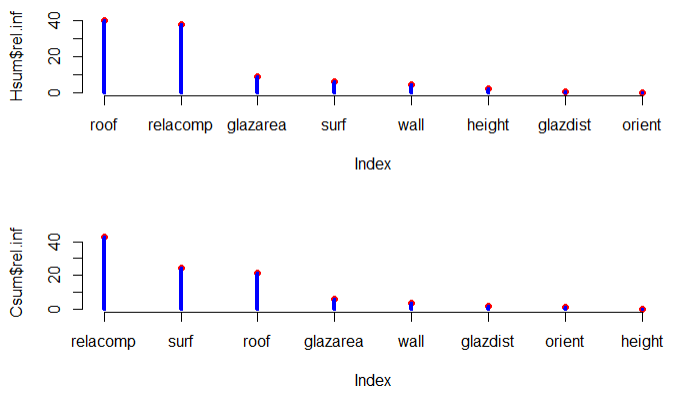 Hsum$rel.inf
40
20
0
roof relacomp glazarea surf wall height glazdist orient
Index
Csum$rel.inf
40
20
0
relacomp surf roof glazarea wall glazdist orient height
Index